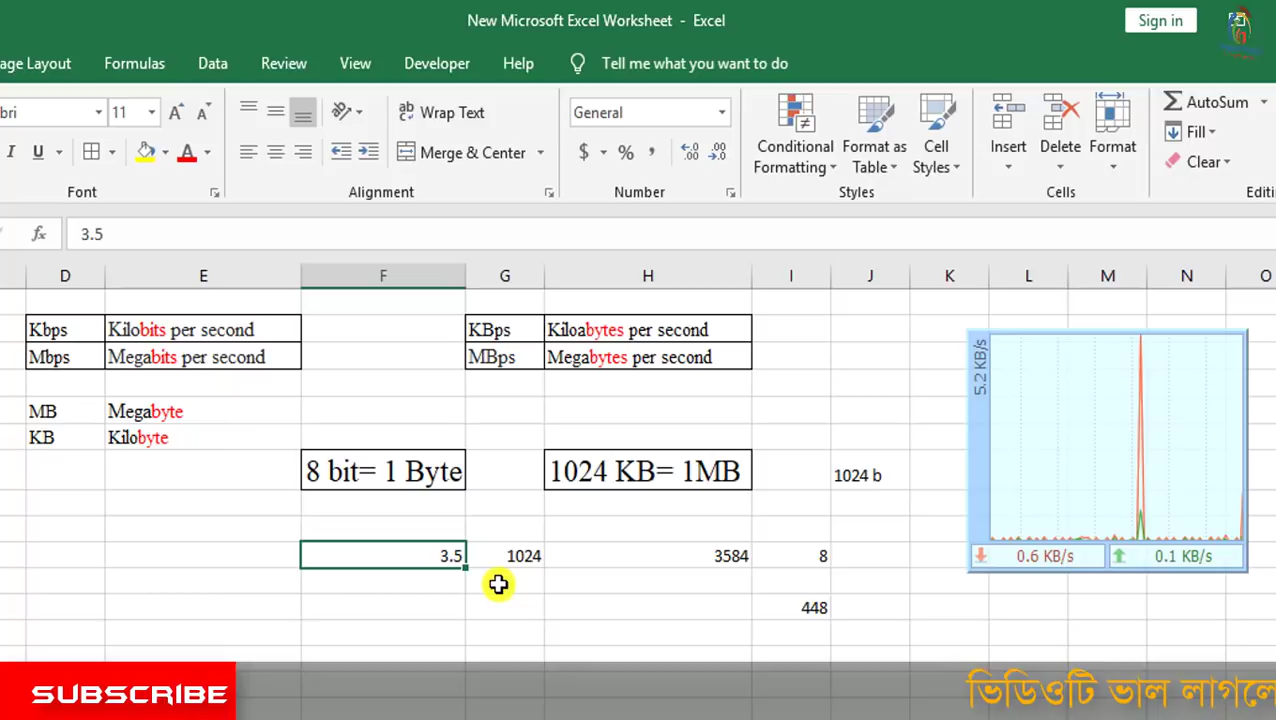 New Microsoft Excel Worksheet - Excel
Sign in
age Layout Formulas Data Review View Developer Help Tell me what you want to do
bri 11 Wrap Text General Conditional Formatting Format as Table Cell Styles Insert Delete Format AutoSum
U Merge & Center $ % Fill
Clear
Font Alignment Number Styles Cells Editi
fx 3.5
D E F G H I J K L M N O
Kbps Kilobits per second KBps Kiloabytes per second
Mbps Megabits per second MBps Megabytes per second
5.2 KB/s
MB Megabyte
KB Kilobyte
8 bit= 1 Byte 1024 KB= 1MB 1024 b
3.5 1024 3584 8 0.6 KB/s 0.1 KB/s
448
SUBSCRIBE
ভিডিওটি ভাল লাগলে